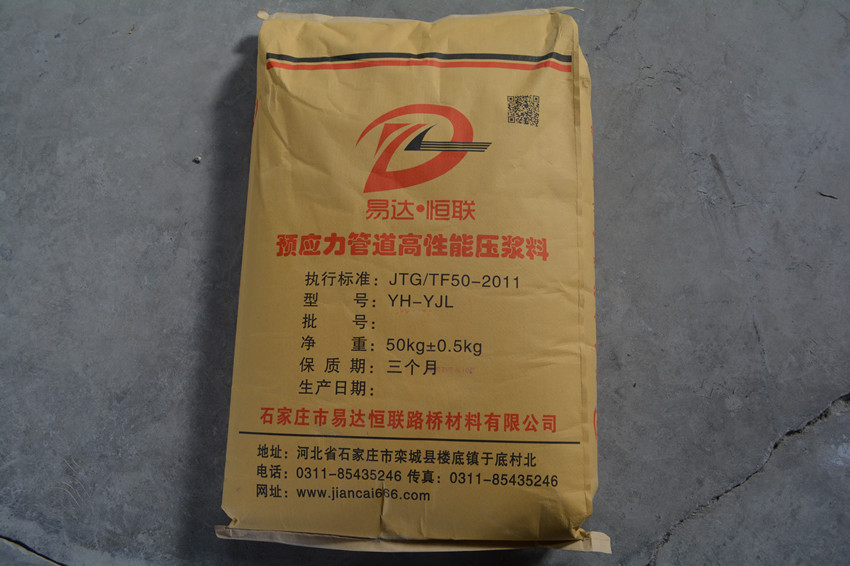 易达·恒联
预应力管道高性能压浆料
执行标准：JTG/TF50-2011
型号：YH-YJL
批号：
净重：50kg±0.5kg
保质期：三个月
生产日期：
石家庄市易达恒联路桥材料有限公司
地址：河北省石家庄市栾城县楼底镇于底村北
电话：0311-85435246 传真：0311-85435246
网址：www.jiancai666.com